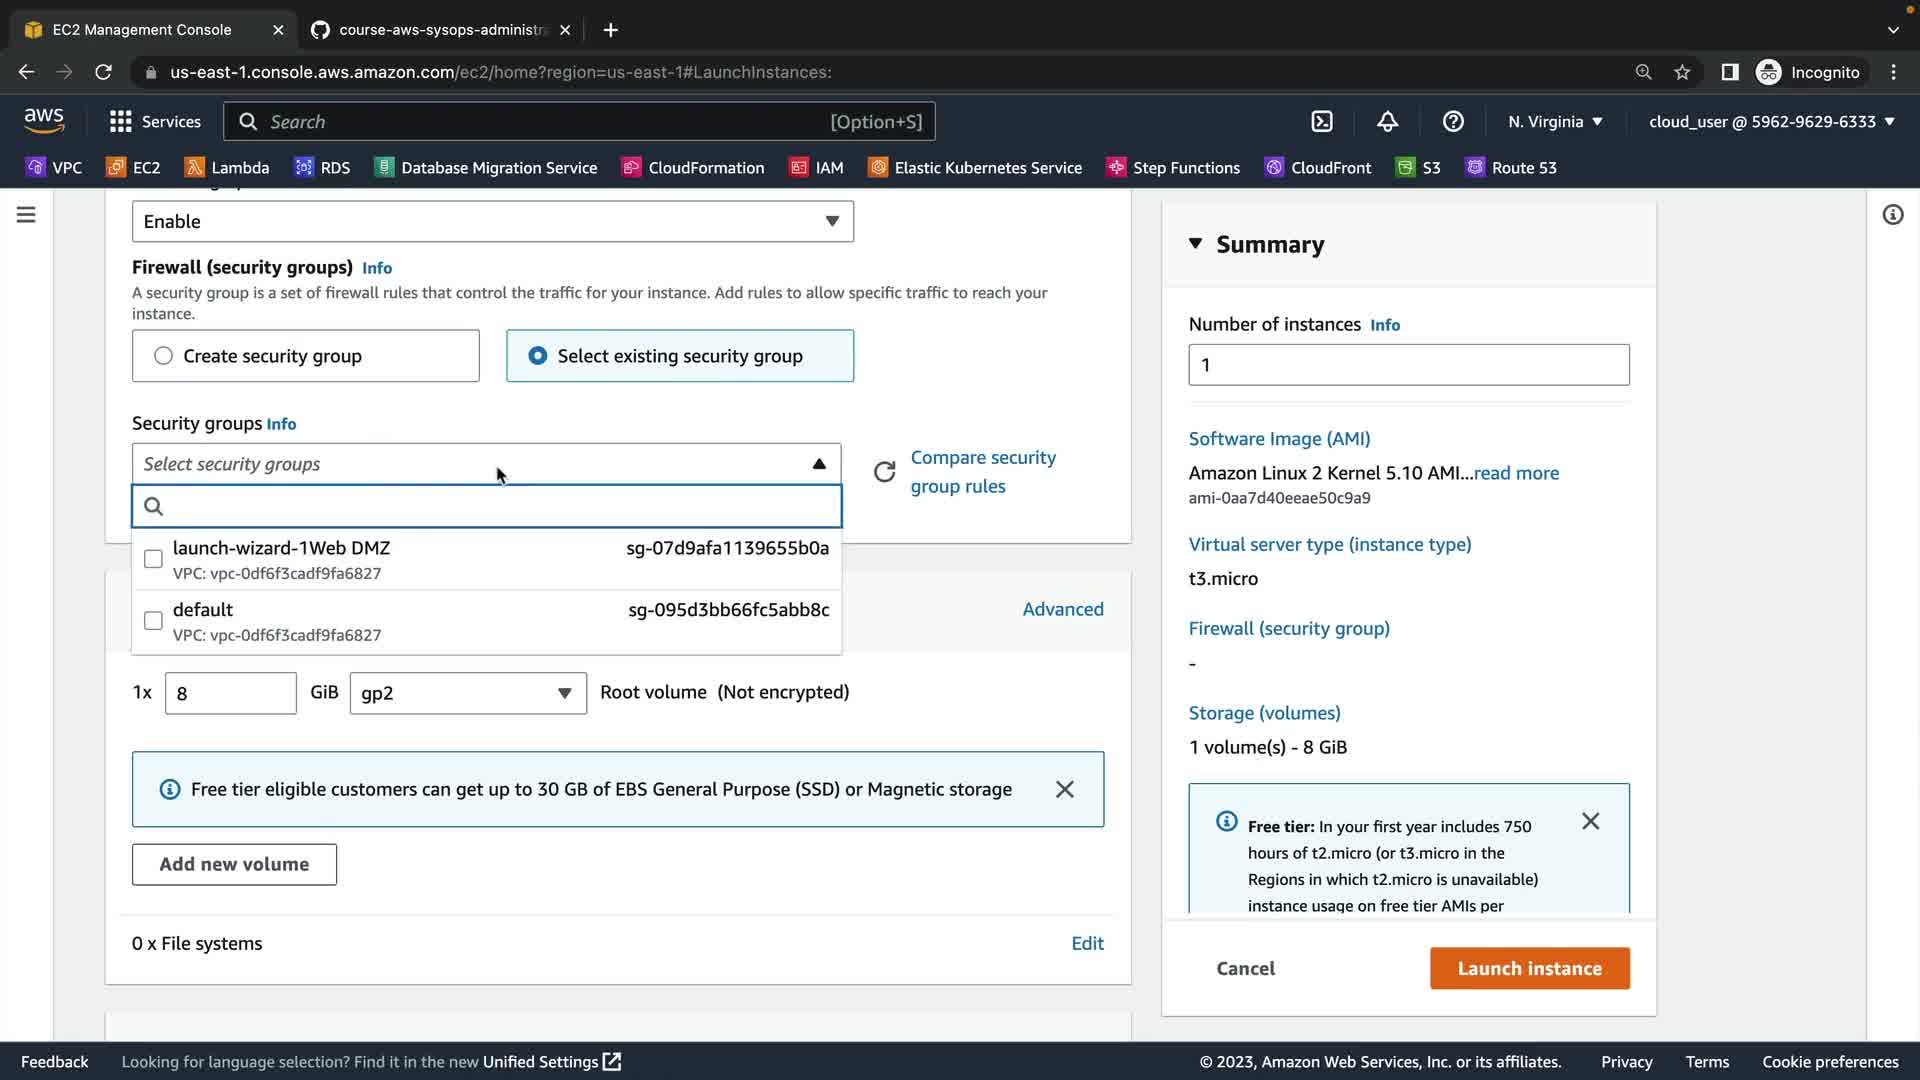 EC2 Management Console
course-aws-sysops-administr
us-east-1.console.aws.amazon.com/ec2/home?region=us-east-1#LaunchInstances:
Incognito
aws
Services
Search
[Option+S]
N. Virginia
cloud_user @ 5962-9629-6333
VPC
EC2
Lambda
RDS
Database Migration Service
CloudFormation
IAM
Elastic Kubernetes Service
Step Functions
CloudFront
S3
Route 53
Enable
Firewall (security groups) Info
A security group is a set of firewall rules that control the traffic for your instance. Add rules to allow specific traffic to reach your
instance.
Create security group
Select existing security group
Security groups Info
Select security groups
Compare security
group rules
launch-wizard-1Web DMZ sg-07d9afa1139655b0a
VPC: vpc-0df6f3cadf9fa6827
default sg-095d3bb66fc5abb8c
VPC: vpc-0df6f3cadf9fa6827
Advanced
1x 8 GiB gp2 Root volume (Not encrypted)
Free tier eligible customers can get up to 30 GB of EBS General Purpose (SSD) or Magnetic storage
Add new volume
0 x File systems
Edit
Summary
Number of instances Info
1
Software Image (AMI)
Amazon Linux 2 Kernel 5.10 AMI...read more
ami-0aa7d40eeae50c9a9
Virtual server type (instance type)
t3.micro
Firewall (security group)
-
Storage (volumes)
1 volume(s) - 8 GiB
Free tier: In your first year includes 750
hours of t2.micro (or t3.micro in the
Regions in which t2.micro is unavailable)
instance usage on free tier AMIs per
Cancel
Launch instance
Feedback
Looking for language selection? Find it in the new Unified Settings
© 2023, Amazon Web Services, Inc. or its affiliates.
Privacy
Terms
Cookie preferences